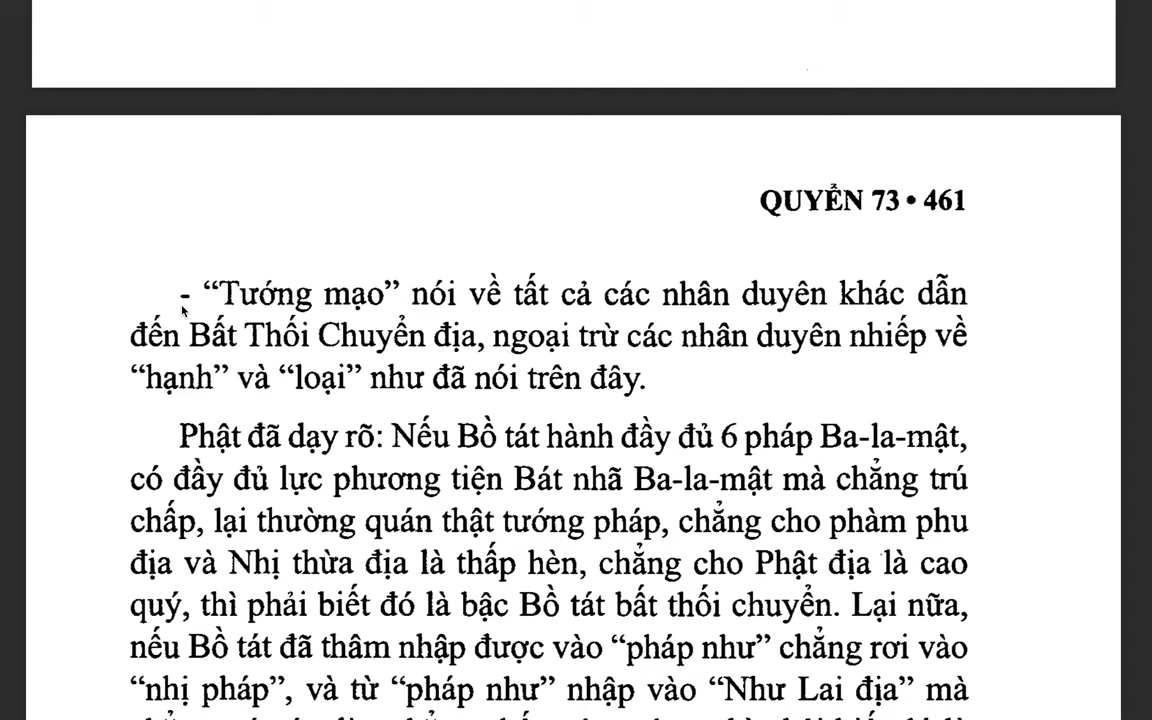 QUYỂN 73 • 461
- “Tướng mạo” nói về tất cả các nhân duyên khác dẫn
đến Bất Thối Chuyển địa, ngoại trừ các nhân duyên nhiếp về
“hạnh” và “loại” như đã nói trên đây.
Phật đã dạy rõ: Nếu Bồ tát hành đầy đủ 6 pháp Ba-la-mật,
có đầy đủ lực phương tiện Bát nhã Ba-la-mật mà chẳng trú
chấp, lại thường quán thật tướng pháp, chẳng cho phàm phu
địa và Nhị thừa địa là thấp hèn, chẳng cho Phật địa là cao
quý, thì phải biết đó là bậc Bồ tát bất thối chuyển. Lại nữa,
nếu Bồ tát đã thâm nhập được vào “pháp như” chẳng rơi vào
“nhị pháp”, và từ “pháp như” nhập vào “Như Lai địa” mà